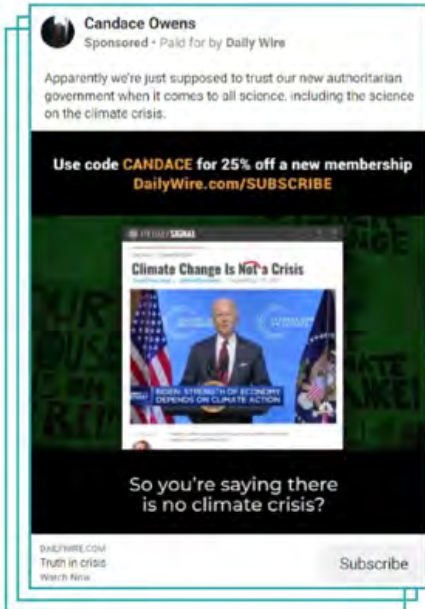 Candace Owens
Sponsored • Paid for by Daily Wire
Apparently we're just supposed to trust our new authoritarian
government when it comes to all science, including the science
on the climate crisis.
Use code CANDACE for 25% off a new membership
DailyWire.com/SUBSCRIBE
SIGNAL
Climate Change Is Not a Crisis
BIDEN: STRENGTH OF ECONOMY
DEPENDS ON CLIMATE ACTION
So you're saying there
is no climate crisis?
DAILYWIRE.COM
Truth in crisis
Watch Now
Subscribe